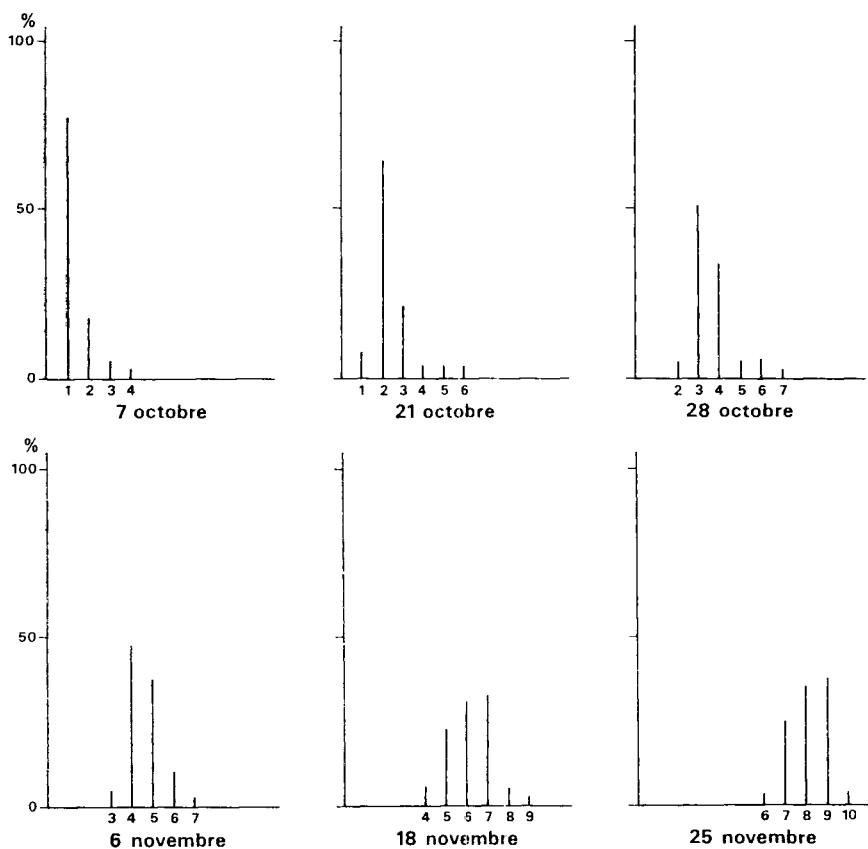 %
100
50
0
1 2 3 4
7 octobre
1 2 3 4 5 6
21 octobre
2 3 4 5 6 7
28 octobre
%
100
50
0
3 4 5 6 7
6 novembre
4 5 6 7 8 9
18 novembre
6 7 8 9 10
25 novembre